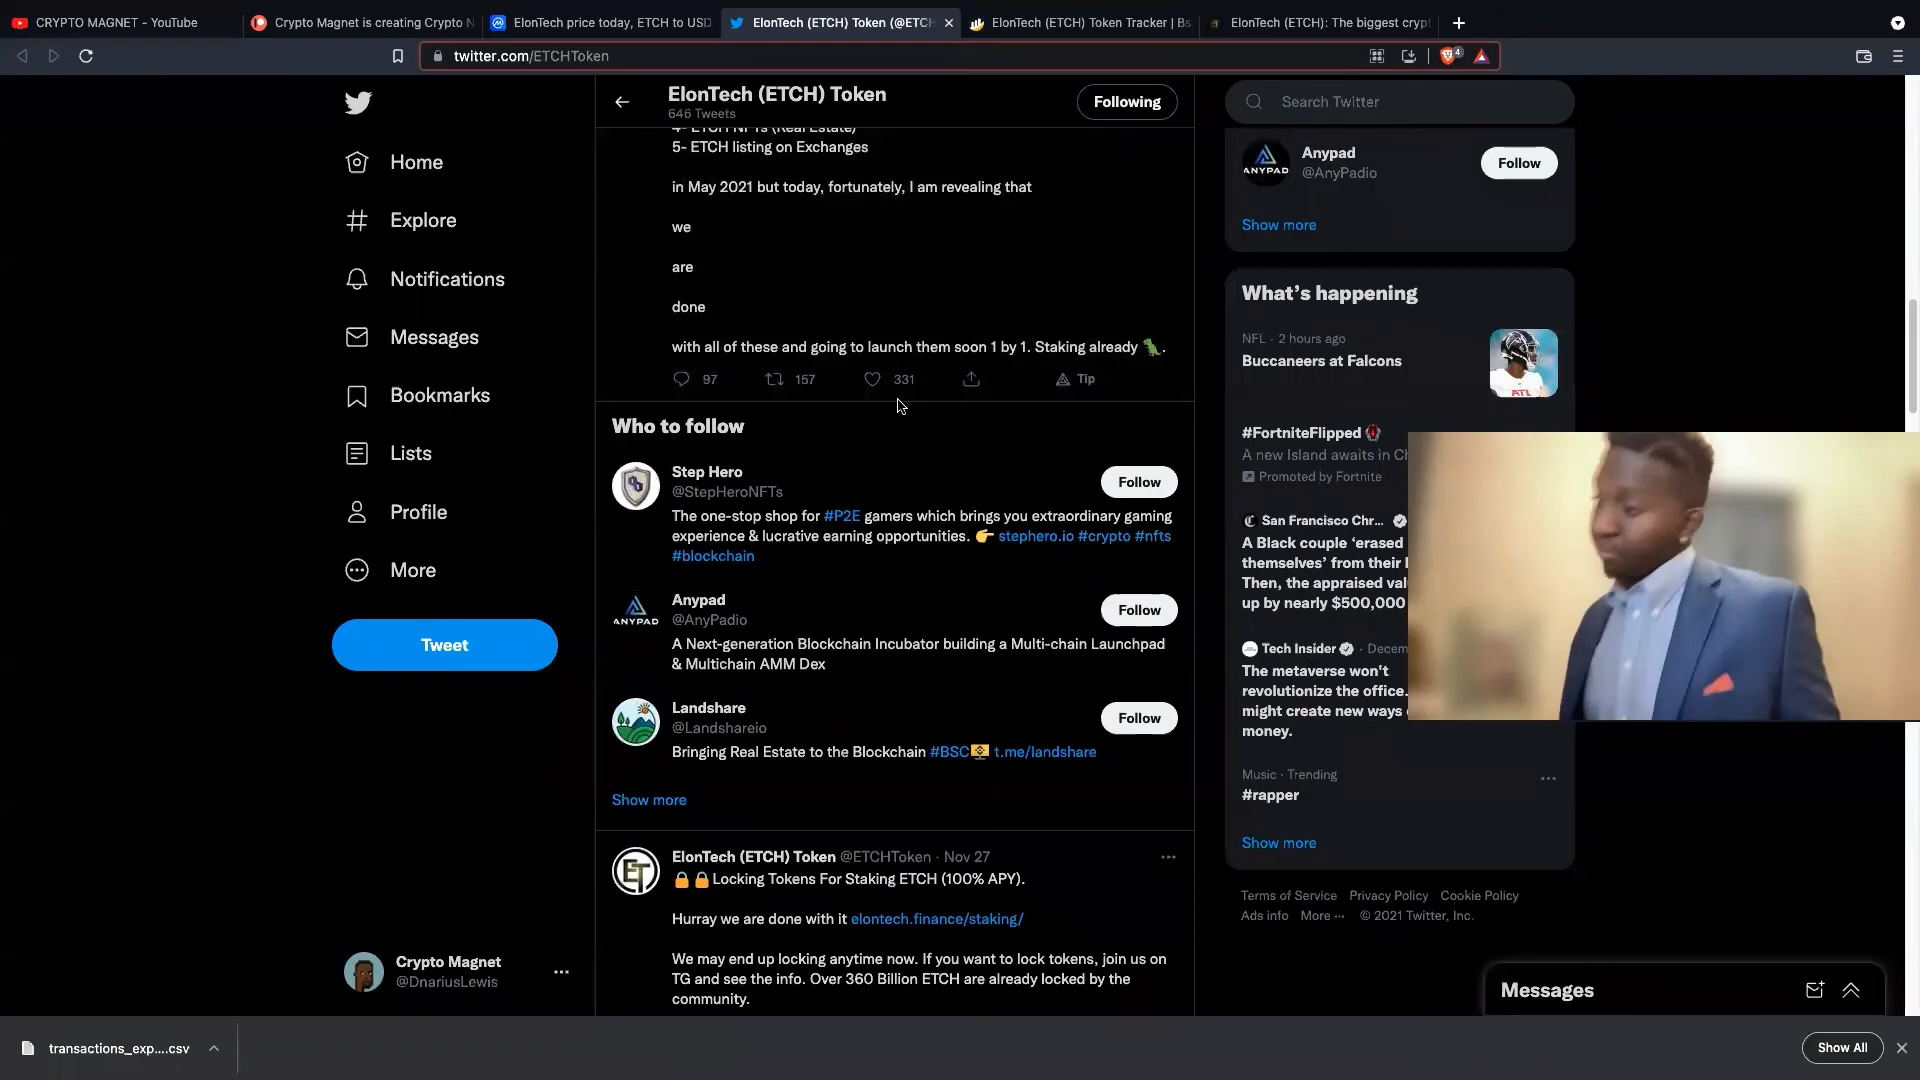 CRYPTO MAGNET - YouTube
Crypto Magnet is creating Crypto N
ElonTech price today, ETCH to USD
ElonTech (ETCH) Token (@ETCH
ElonTech (ETCH) Token Tracker | Bs
ElonTech (ETCH): The biggest crypt
twitter.com/ETCHToken
4
Home
Explore
Notifications
Messages
Bookmarks
Lists
Profile
More
Tweet
Crypto Magnet
@DnariusLewis
ElonTech (ETCH) Token
646 Tweets
Following
4- ETCH NFTs (Real Estate)
5- ETCH listing on Exchanges
in May 2021 but today, fortunately, I am revealing that
we
are
done
with all of these and going to launch them soon 1 by 1. Staking already 🦖.
97 157 331 Tip
Who to follow
Step Hero
@StepHeroNFTs
Follow
The one-stop shop for #P2E gamers which brings you extraordinary gaming
experience & lucrative earning opportunities. 👉 stephero.io #crypto #nfts
#blockchain
ANYPAD
Anypad
@AnyPadio
Follow
A Next-generation Blockchain Incubator building a Multi-chain Launchpad
& Multichain AMM Dex
Landshare
@Landshareio
Follow
Bringing Real Estate to the Blockchain #BSC t.me/landshare
Show more
ET
ElonTech (ETCH) Token @ETCHToken · Nov 27
🔒🔒Locking Tokens For Staking ETCH (100% APY).
Hurray we are done with it elontech.finance/staking/
We may end up locking anytime now. If you want to lock tokens, join us on
TG and see the info. Over 360 Billion ETCH are already locked by the
community.
Search Twitter
ANYPAD
Anypad
@AnyPadio
Follow
Show more
What's happening
NFL · 2 hours ago
Buccaneers at Falcons
ATL
#FortniteFlipped
A new Island awaits in Ch
Promoted by Fortnite
San Francisco Chr...
A Black couple 'erased
themselves' from their
Then, the appraised val
up by nearly $500,000
Tech Insider · Decem
The metaverse won't
revolutionize the office.
might create new ways
money.
Music · Trending
#rapper
Show more
Terms of Service Privacy Policy Cookie Policy
Ads info More ··· © 2021 Twitter, Inc.
Messages
transactions_exp....csv
Show All